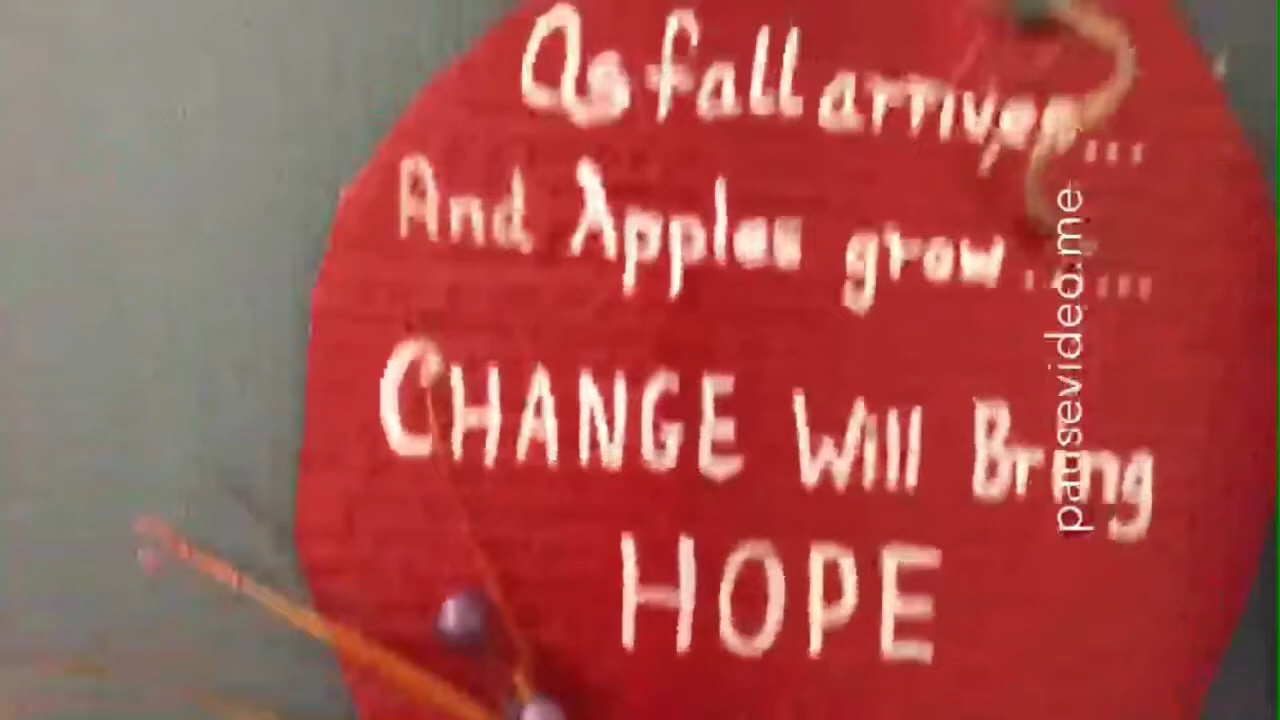 As fall arrives...
And Apples grow......
CHANGE Will Bring
HOPE
pausevideo.me